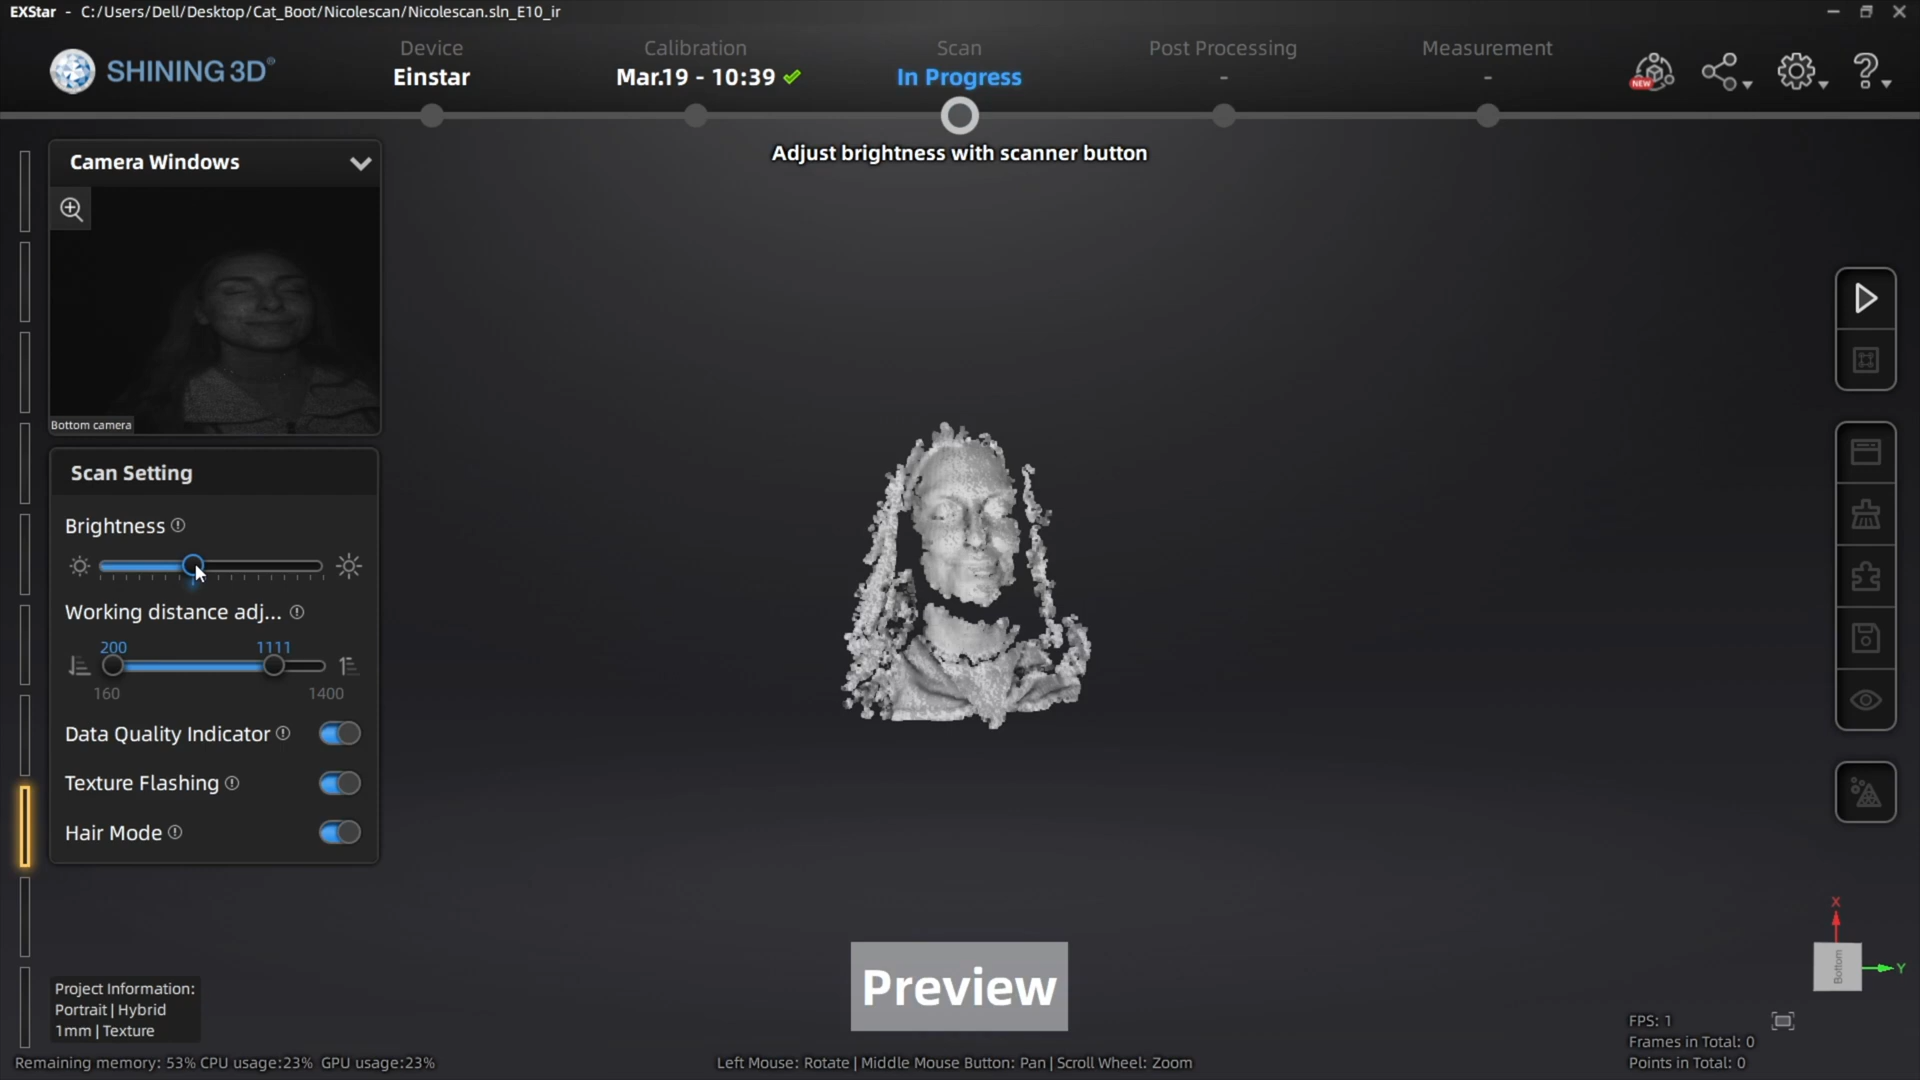 EXStar - C:/Users/Dell/Desktop/Cat_Boot/Nicolescan/Nicolescan.sln_E10_ir
SHINING 3D®
Device
Einstar
Calibration
Mar.19 - 10:39
Scan
In Progress
Post Processing
-
Measurement
-
NEW
?
Adjust brightness with scanner button
Camera Windows
Bottom camera
Scan Setting
Brightness
Working distance adj...
200
1111
160
1400
Data Quality Indicator
Texture Flashing
Hair Mode
Preview
X
Bottom
Y
Project Information:
Portrait | Hybrid
1mm | Texture
FPS: 1
Frames in Total: 0
Points in Total: 0
Remaining memory: 53% CPU usage:23% GPU usage:23%
Left Mouse: Rotate | Middle Mouse Button: Pan | Scroll Wheel: Zoom